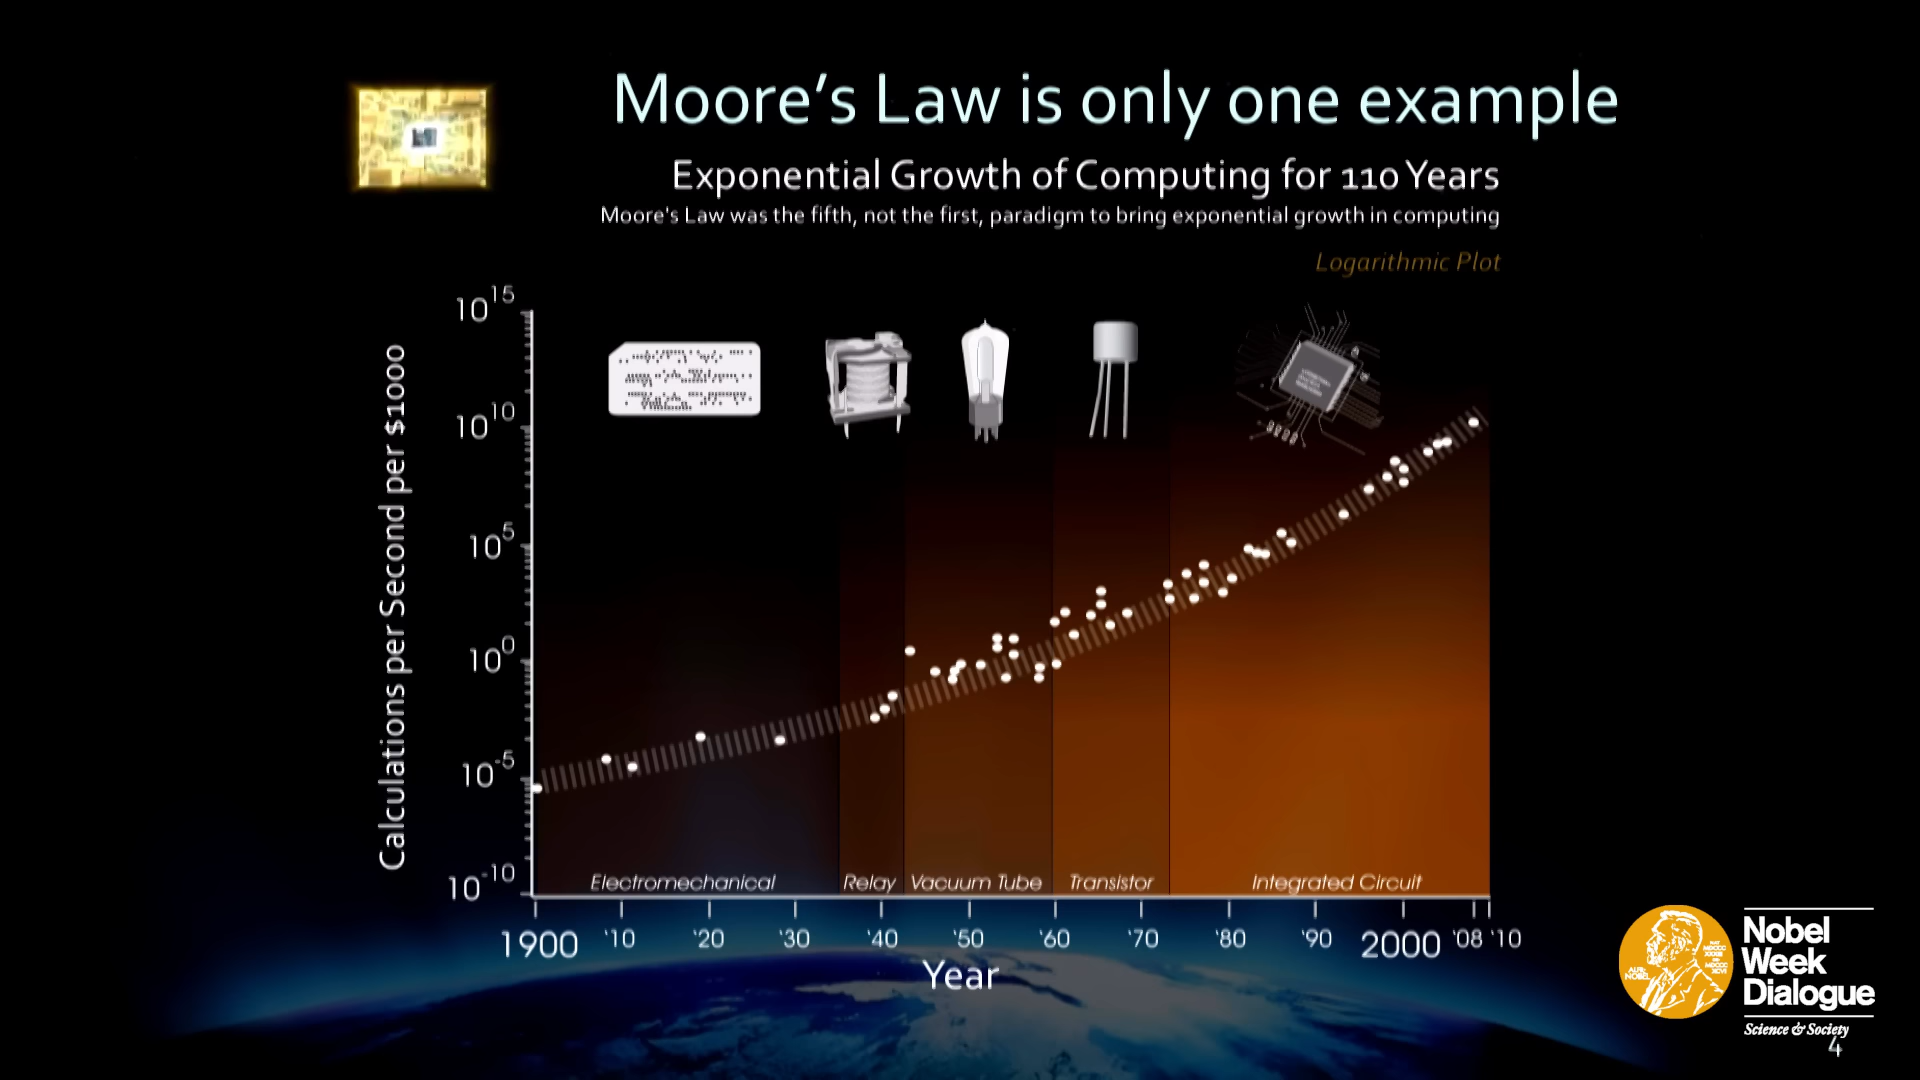 Moore's Law is only one example
Exponential Growth of Computing for 110 Years
Moore's Law was the fifth, not the first, paradigm to bring exponential growth in computing
Logarithmic Plot
Calculations per Second per $1000
10^15
10^10
10^5
10^0
10^-5
10^-10
Electromechanical Relay Vacuum Tube Transistor Integrated Circuit
1900 '10 '20 '30 '40 '50 '60 '70 '80 '90 2000 '08 '10
Year
Nobel
Week
Dialogue
Science & Society
4